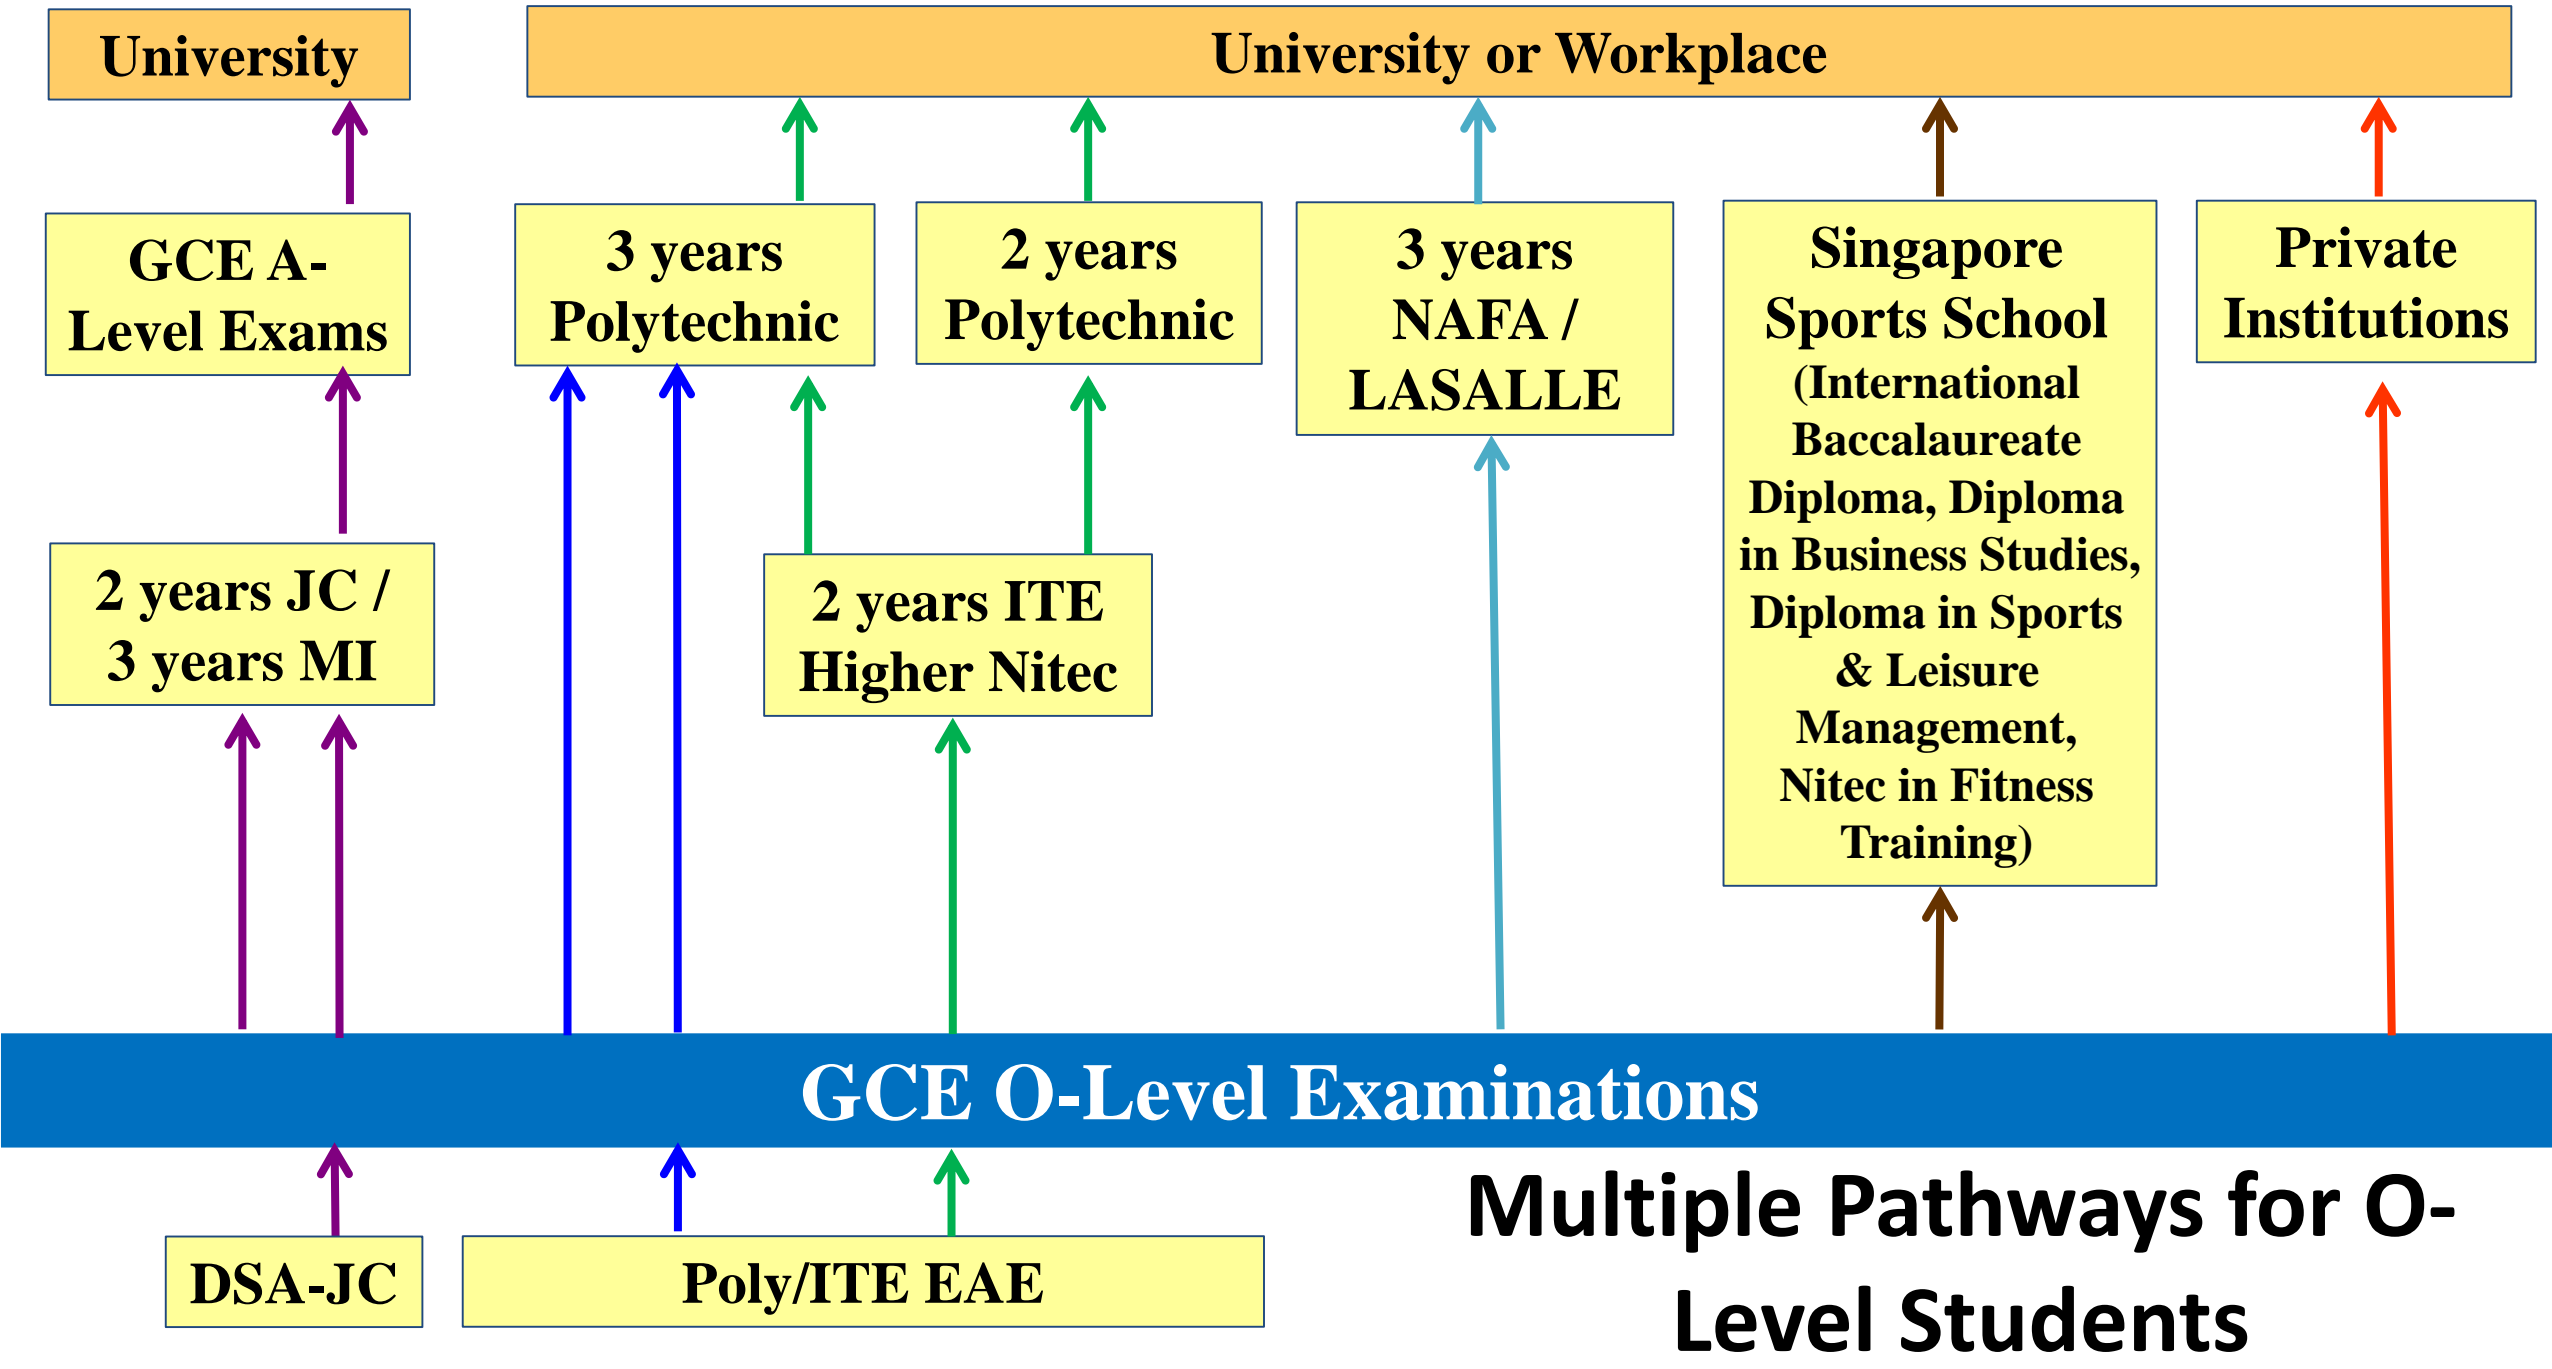 University
University or Workplace
GCE A-
Level Exams
3 years
Polytechnic
2 years
Polytechnic
3 years
NAFA /
LASALLE
Singapore
Sports School
(International
Baccalaureate
Diploma, Diploma
in Business Studies,
Diploma in Sports
& Leisure
Management,
Nitec in Fitness
Training)
Private
Institutions
2 years JC /
3 years MI
2 years ITE
Higher Nitec
GCE O-Level Examinations
DSA-JC
Poly/ITE EAE
Multiple Pathways for O-
Level Students